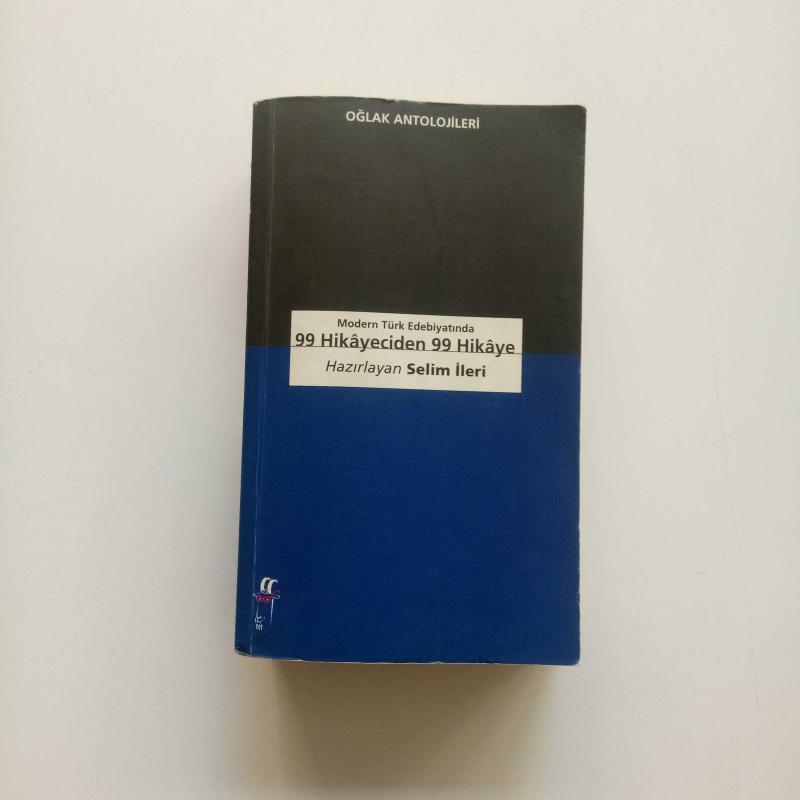 OĞLAK ANTOLOJİLERİ
Modern Türk Edebiyatında
99 Hikâyeciden 99 Hikâye
Hazırlayan Selim İleri